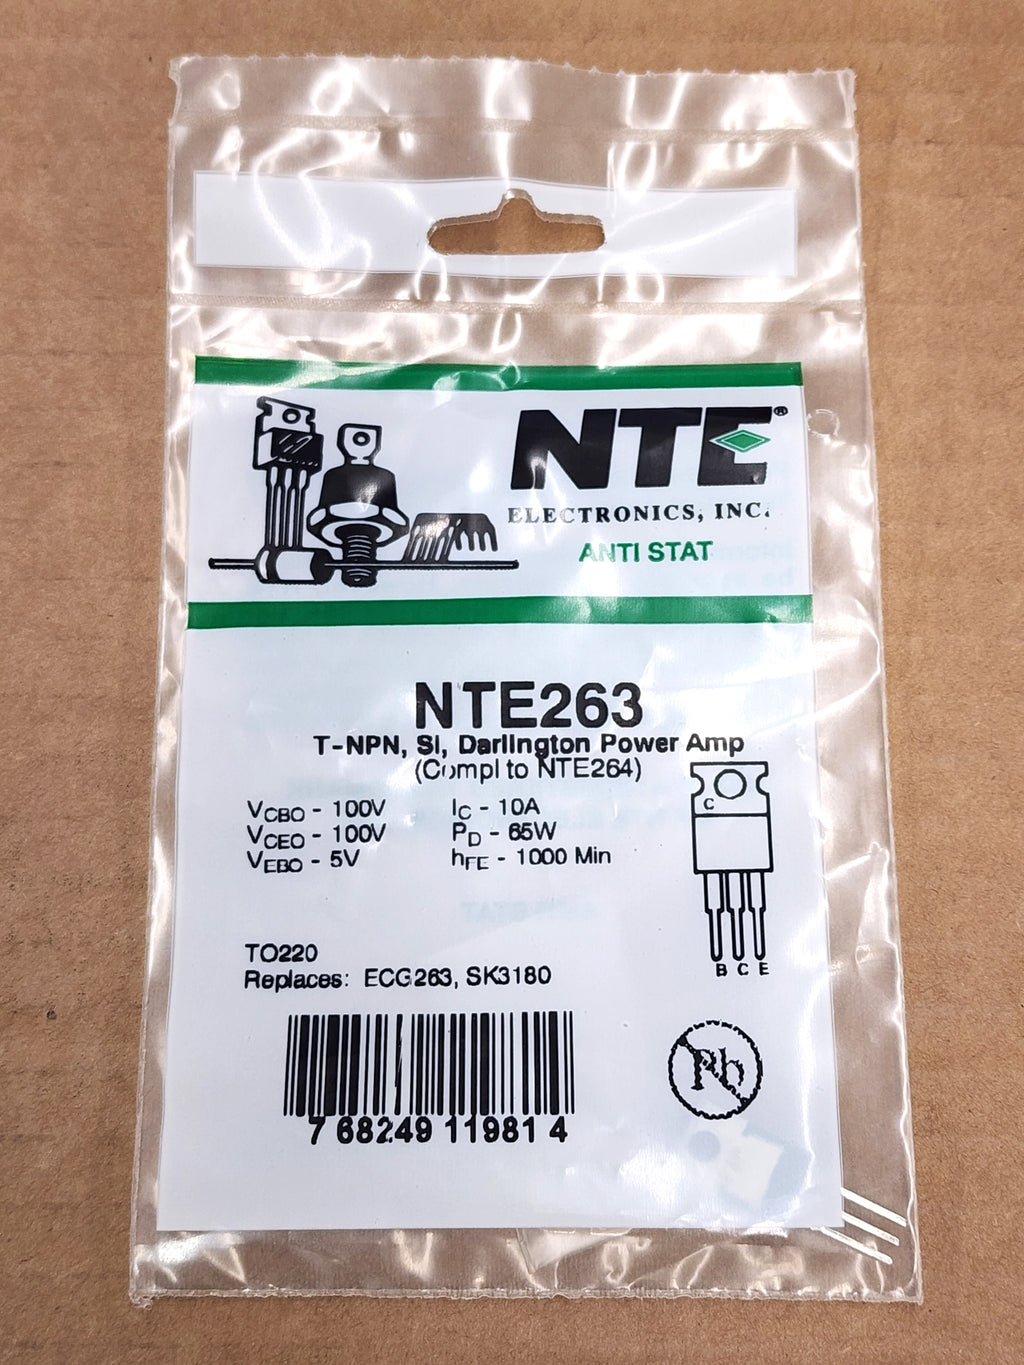 NTE®
ELECTRONICS, INC.
ANTI STAT
NTE263
T-NPN, Si, Darlington Power Amp
(Compl to NTE264)
VCBO - 100V IC - 10A
VCEO - 100V PD - 65W
VEBO - 5V hFE - 1000 Min
C
B C E
TO220
Replaces: ECG263, SK3180
Pb
7 68249 11981 4